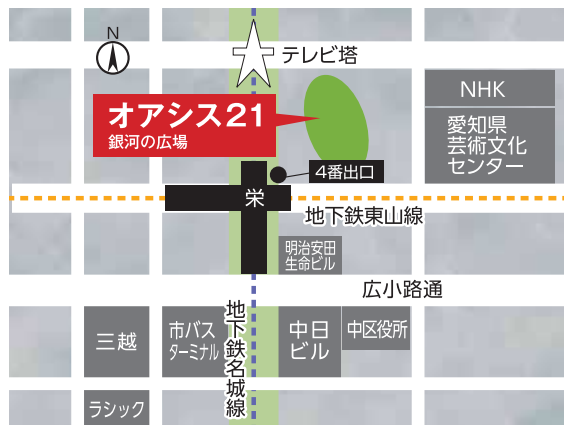 N
テレビ塔
NHK
オアシス21
銀河の広場
愛知県
芸術文化
センター
4番出口
栄
地下鉄東山線
明治安田
生命ビル
広小路通
地下鉄名城線
三越
市バス
ターミナル
中日
ビル
中区役所
ラシック